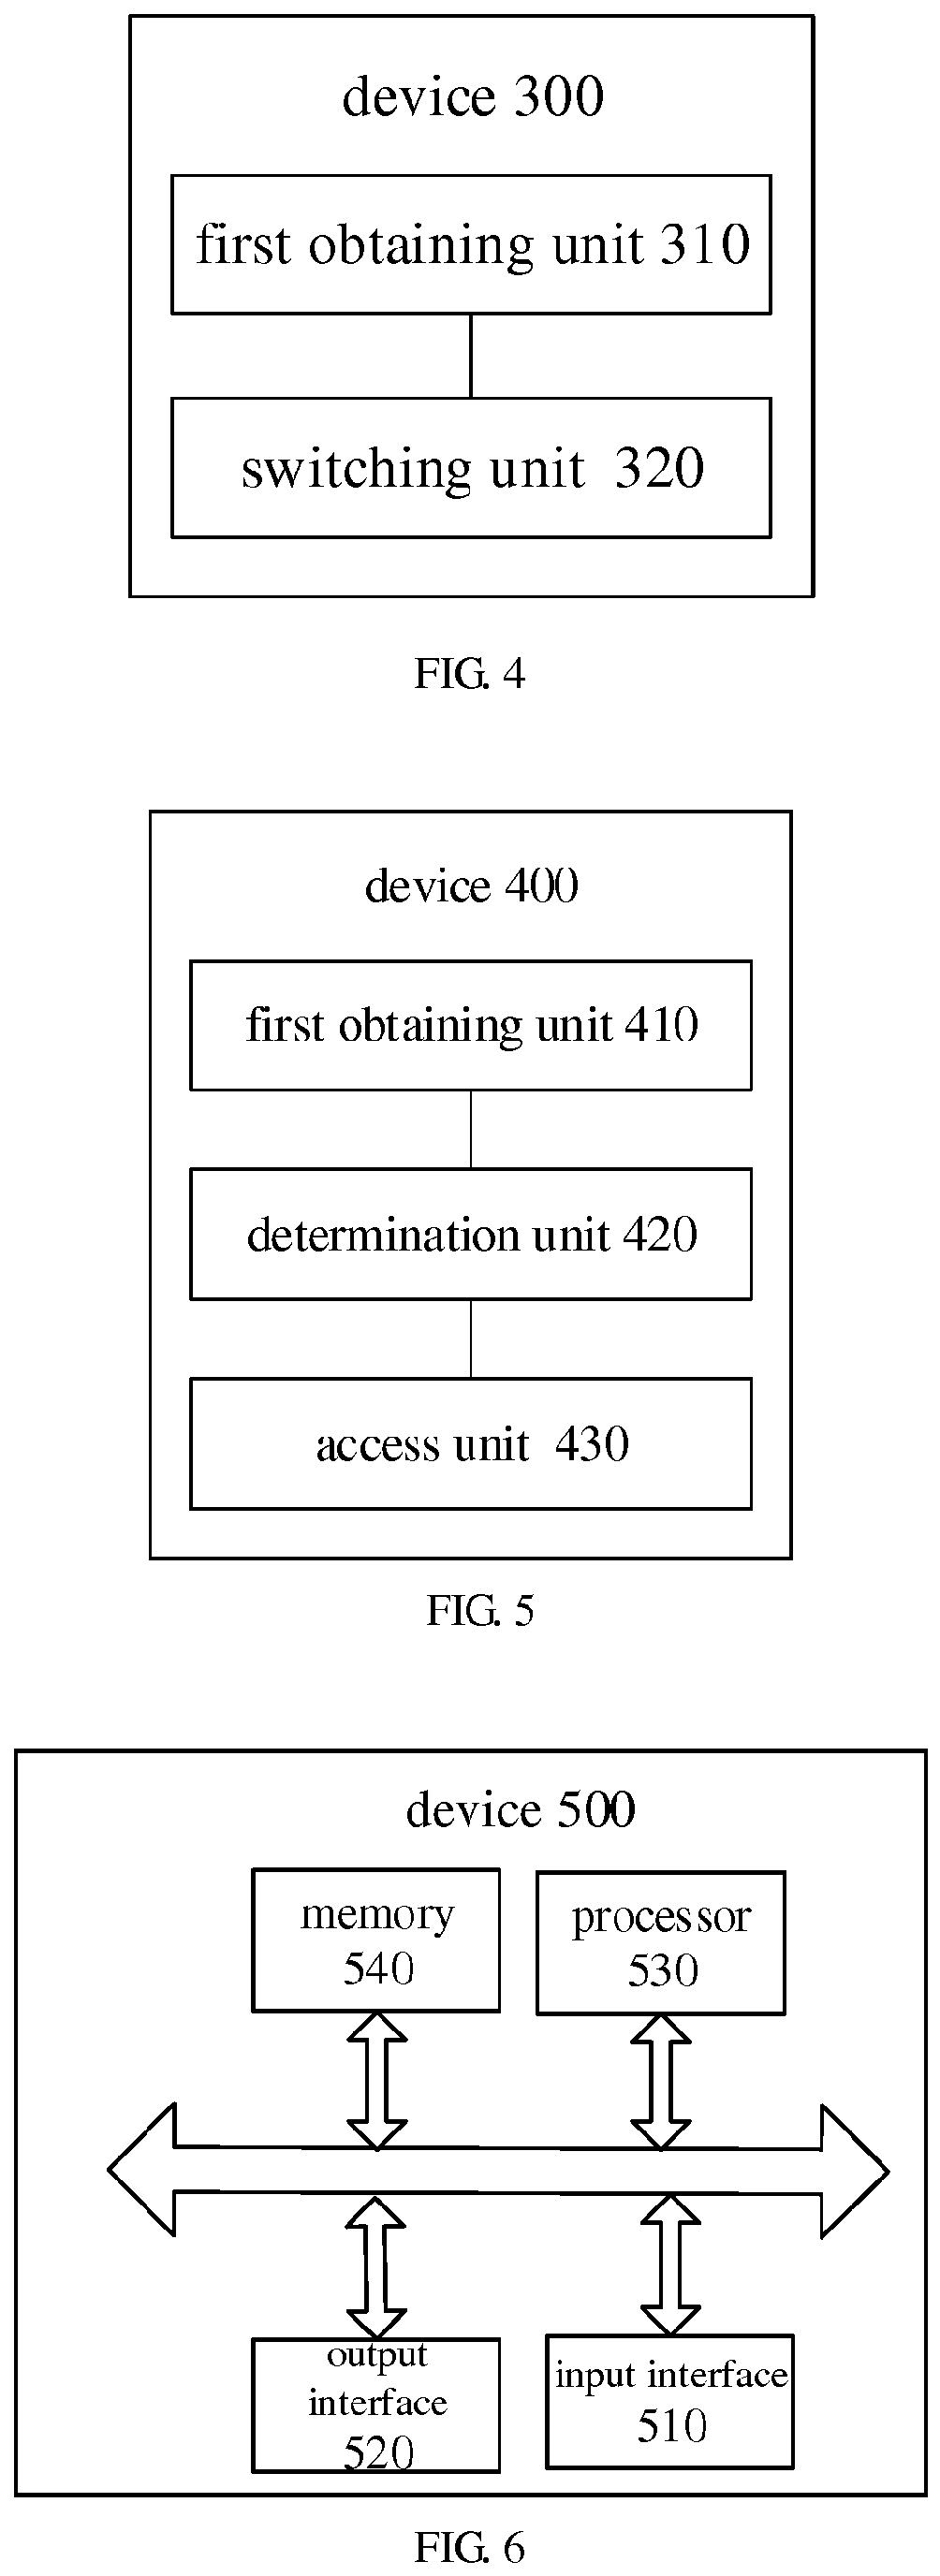 device 300
first obtaining unit 310
switching unit 320
FIG. 4
device 400
first obtaining unit 410
determination unit 420
access unit 430
FIG. 5
device 500
memory
540
processor
530
output
interface
520
input interface
510
FIG. 6